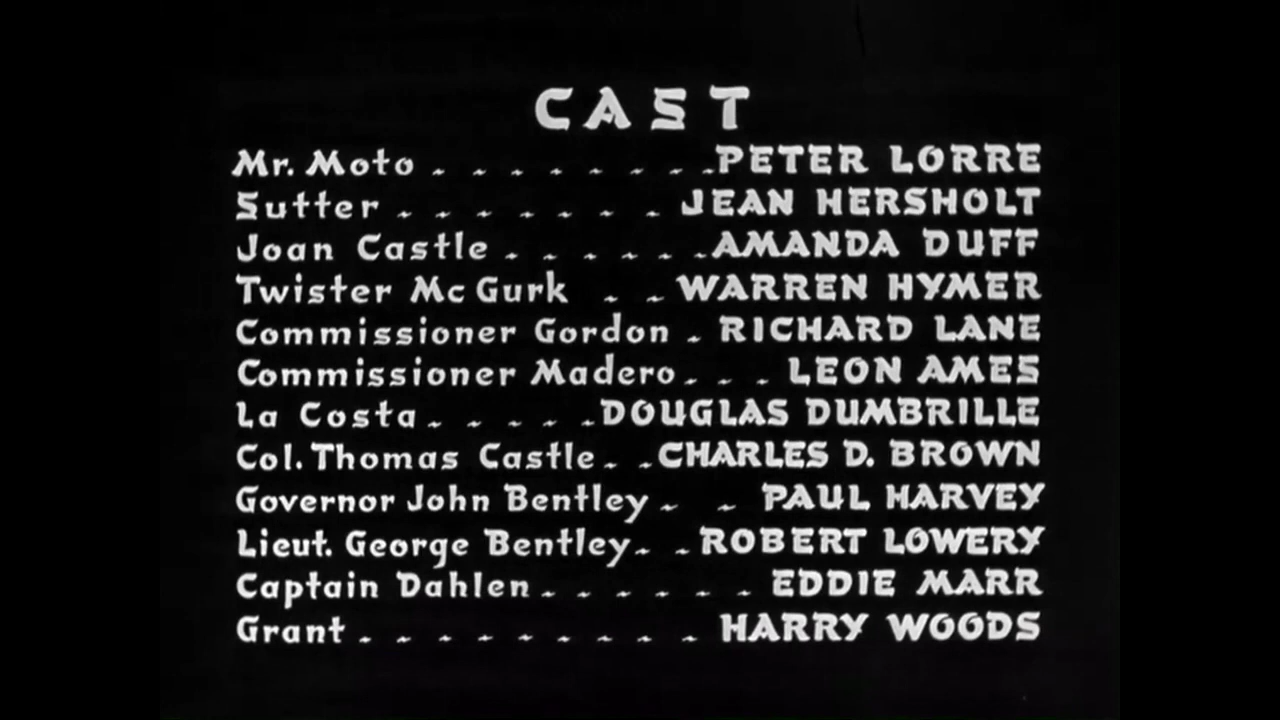 CAST
Mr. Moto . . . . . . . . PETER LORRE
Sutter . . . . . . . JEAN HERSHOLT
Joan Castle . . . . . . AMANDA DUFF
Twister McGurk . . WARREN HYMER
Commissioner Gordon . RICHARD LANE
Commissioner Madero . . . LEON AMES
La Costa . . . . . DOUGLAS DUMBRILLE
Col. Thomas Castle . . CHARLES D. BROWN
Governor John Bentley . . PAUL HARVEY
Lieut. George Bentley . . ROBERT LOWERY
Captain Dahlen . . . . . . EDDIE MARR
Grant . . . . . . . . . HARRY WOODS